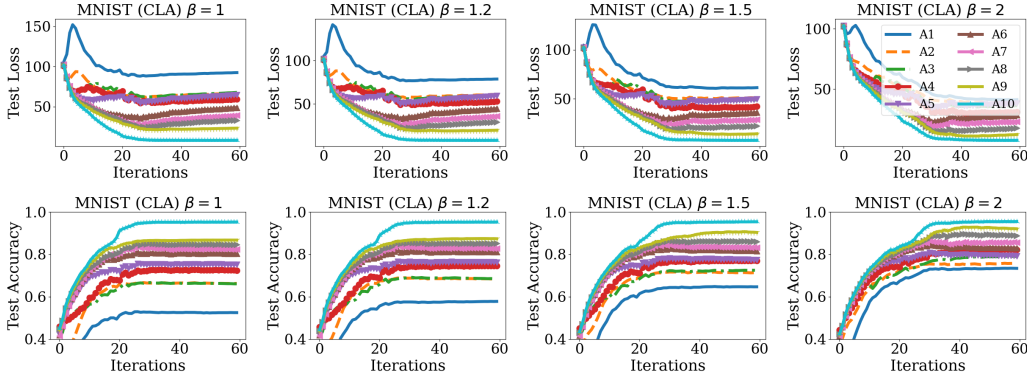 MNIST (CLA) β = 1
MNIST (CLA) β = 1.2
MNIST (CLA) β = 1.5
MNIST (CLA) β = 2
Test Loss
150
100
50
0 20 40 60
Iterations
Test Loss
100
50
0 20 40 60
Iterations
Test Loss
100
50
0 20 40 60
Iterations
Test Loss
100
50
0 20 40 60
Iterations
A1 A6
A2 A7
A3 A8
A4 A9
A5 A10
MNIST (CLA) β = 1
MNIST (CLA) β = 1.2
MNIST (CLA) β = 1.5
MNIST (CLA) β = 2
Test Accuracy
1.0
0.8
0.6
0.4
0 20 40 60
Iterations
Test Accuracy
1.0
0.8
0.6
0.4
0 20 40 60
Iterations
Test Accuracy
1.0
0.8
0.6
0.4
0 20 40 60
Iterations
Test Accuracy
1.0
0.8
0.6
0.4
0 20 40 60
Iterations